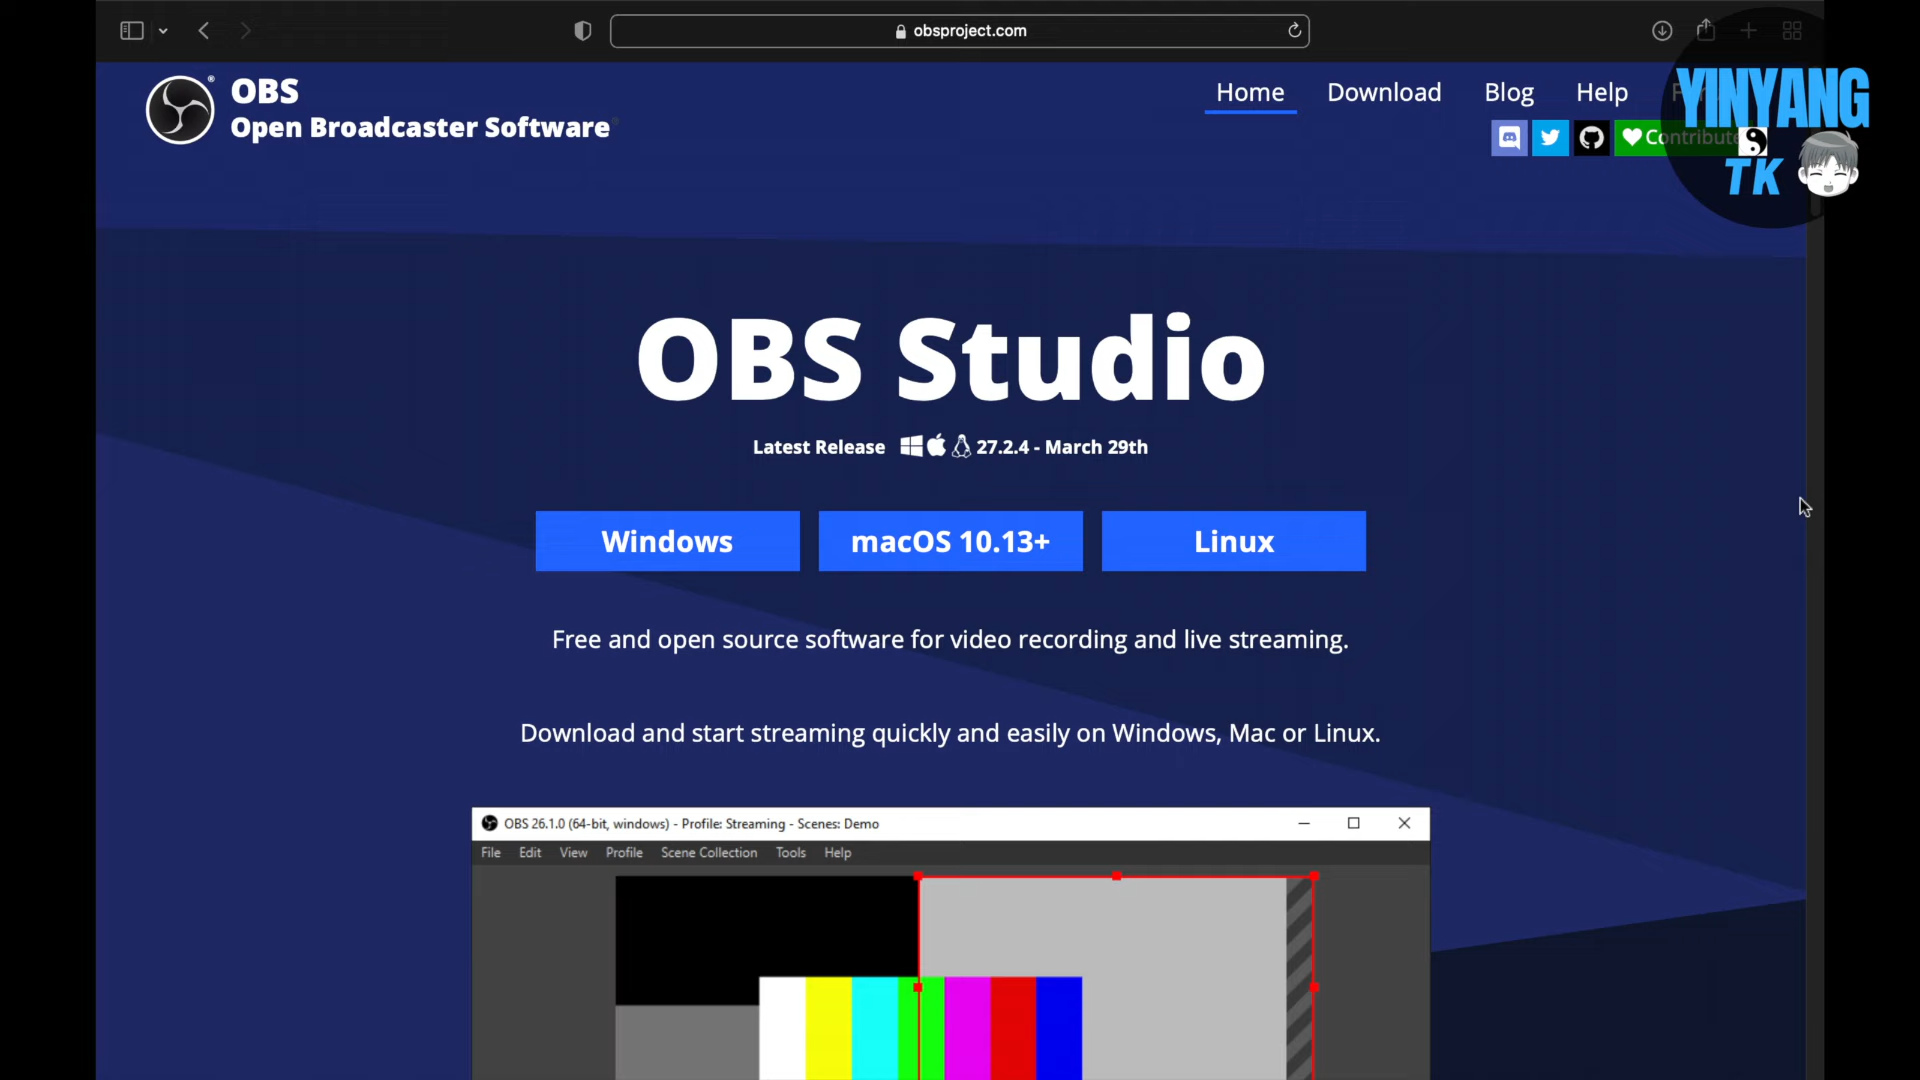 obsproject.com
OBS
Open Broadcaster Software
Home Download Blog Help
Contribute
YINYANG
TK
OBS Studio
Latest Release 27.2.4 - March 29th
Windows macOS 10.13+ Linux
Free and open source software for video recording and live streaming.
Download and start streaming quickly and easily on Windows, Mac or Linux.
OBS 26.1.0 (64-bit, windows) - Profile: Streaming - Scenes: Demo
File Edit View Profile Scene Collection Tools Help